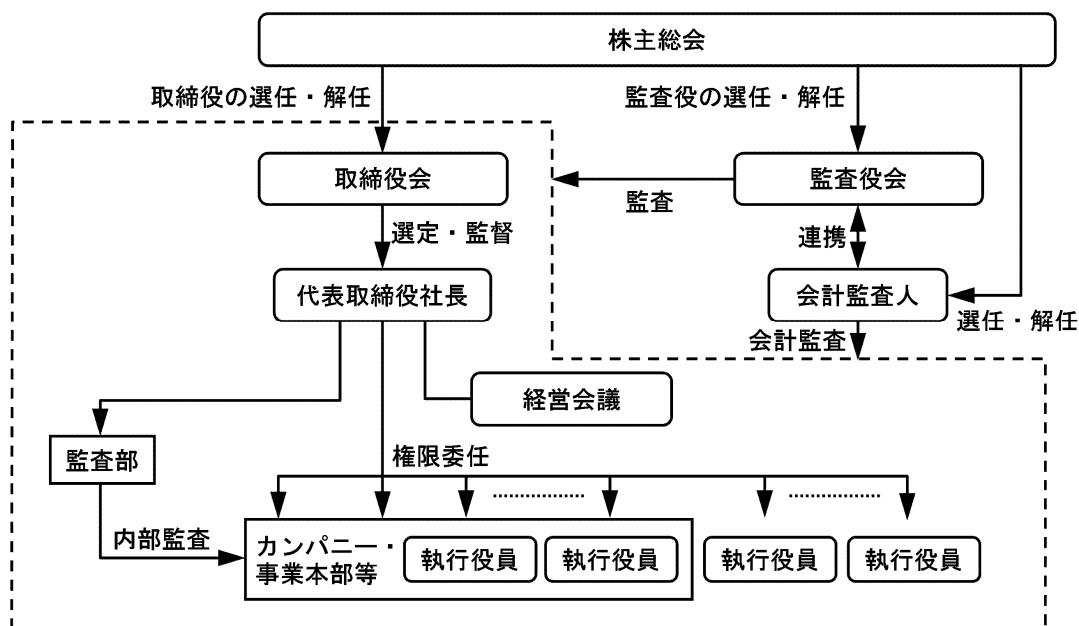 株主総会
取締役の選任・解任
監査役の選任・解任
取締役会
監査役会
監査
選定・監督
連携
代表取締役社長
会計監査人
選任・解任
会計監査
経営会議
監査部
権限委任
内部監査
カンパニー・
事業本部等
執行役員
執行役員
執行役員
執行役員